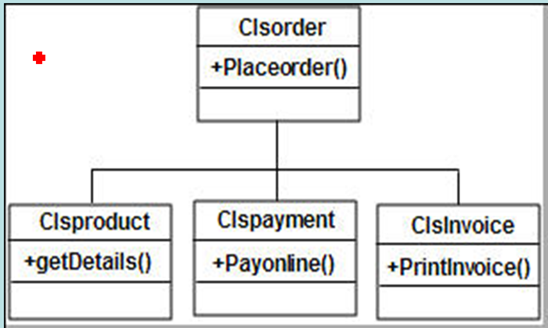 Clsorder
+Placeorder()
Clsproduct
+getDetails()
Clspayment
+Payonline()
ClsInvoice
+PrintInvoice()